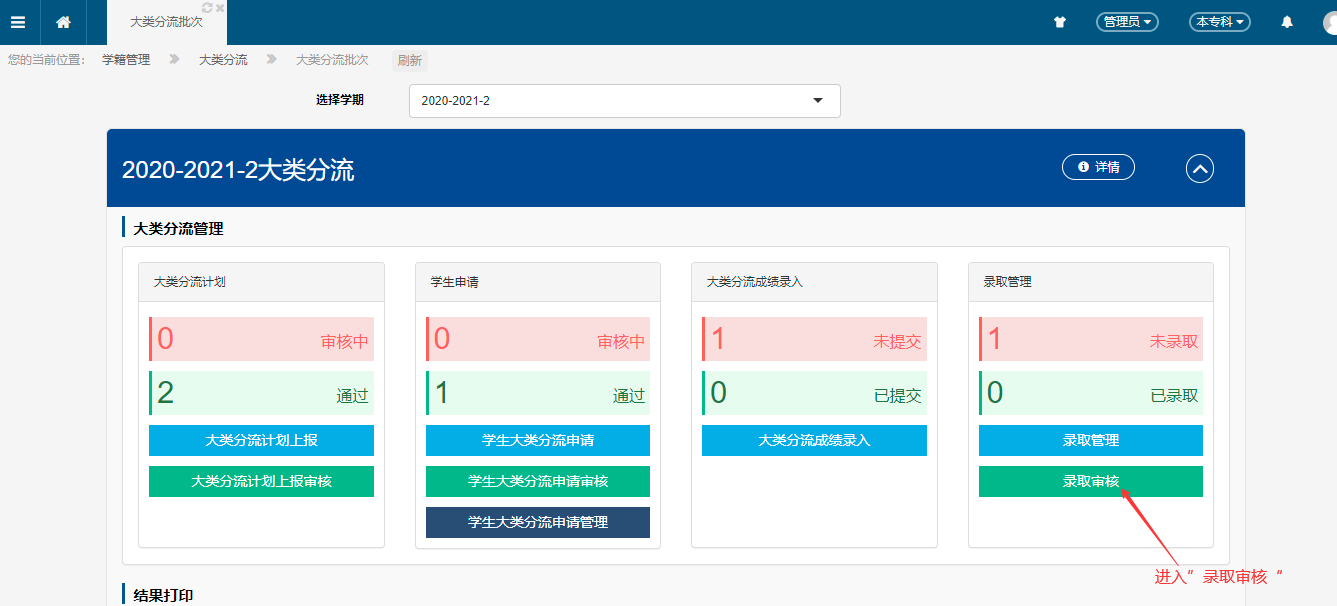 大类分流批次
管理员
本专科
您的当前位置: 学籍管理 大类分流 大类分流批次 刷新
选择学期 2020-2021-2
2020-2021-2大类分流
详情
大类分流管理
大类分流计划
0 审核中
2 通过
大类分流计划上报
大类分流计划上报审核
学生申请
0 审核中
1 通过
学生大类分流申请
学生大类分流申请审核
学生大类分流申请管理
大类分流成绩录入
1 未提交
0 已提交
大类分流成绩录入
录取管理
1 未录取
0 已录取
录取管理
录取审核
进入”录取审核“
结果打印